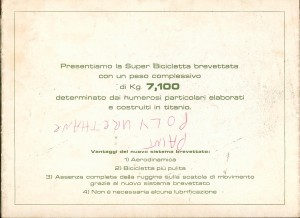 Presentiamo la Super Bicicletta brevettata
con un peso complessivo
di Kg. 7,100
determinato dai numerosi particolari elaborati
e costruiti in titanio.
POLY URETHANE
PAINT
Vantaggi del nuovo sistema brevettato:
1) Aerodinamica
2) Bicicletta più pulita
3) Assenza completa della ruggine sulla scatola di movimento
grazie al nuovo sistema brevettato
4) Non è necessaria alcuna lubrificazione